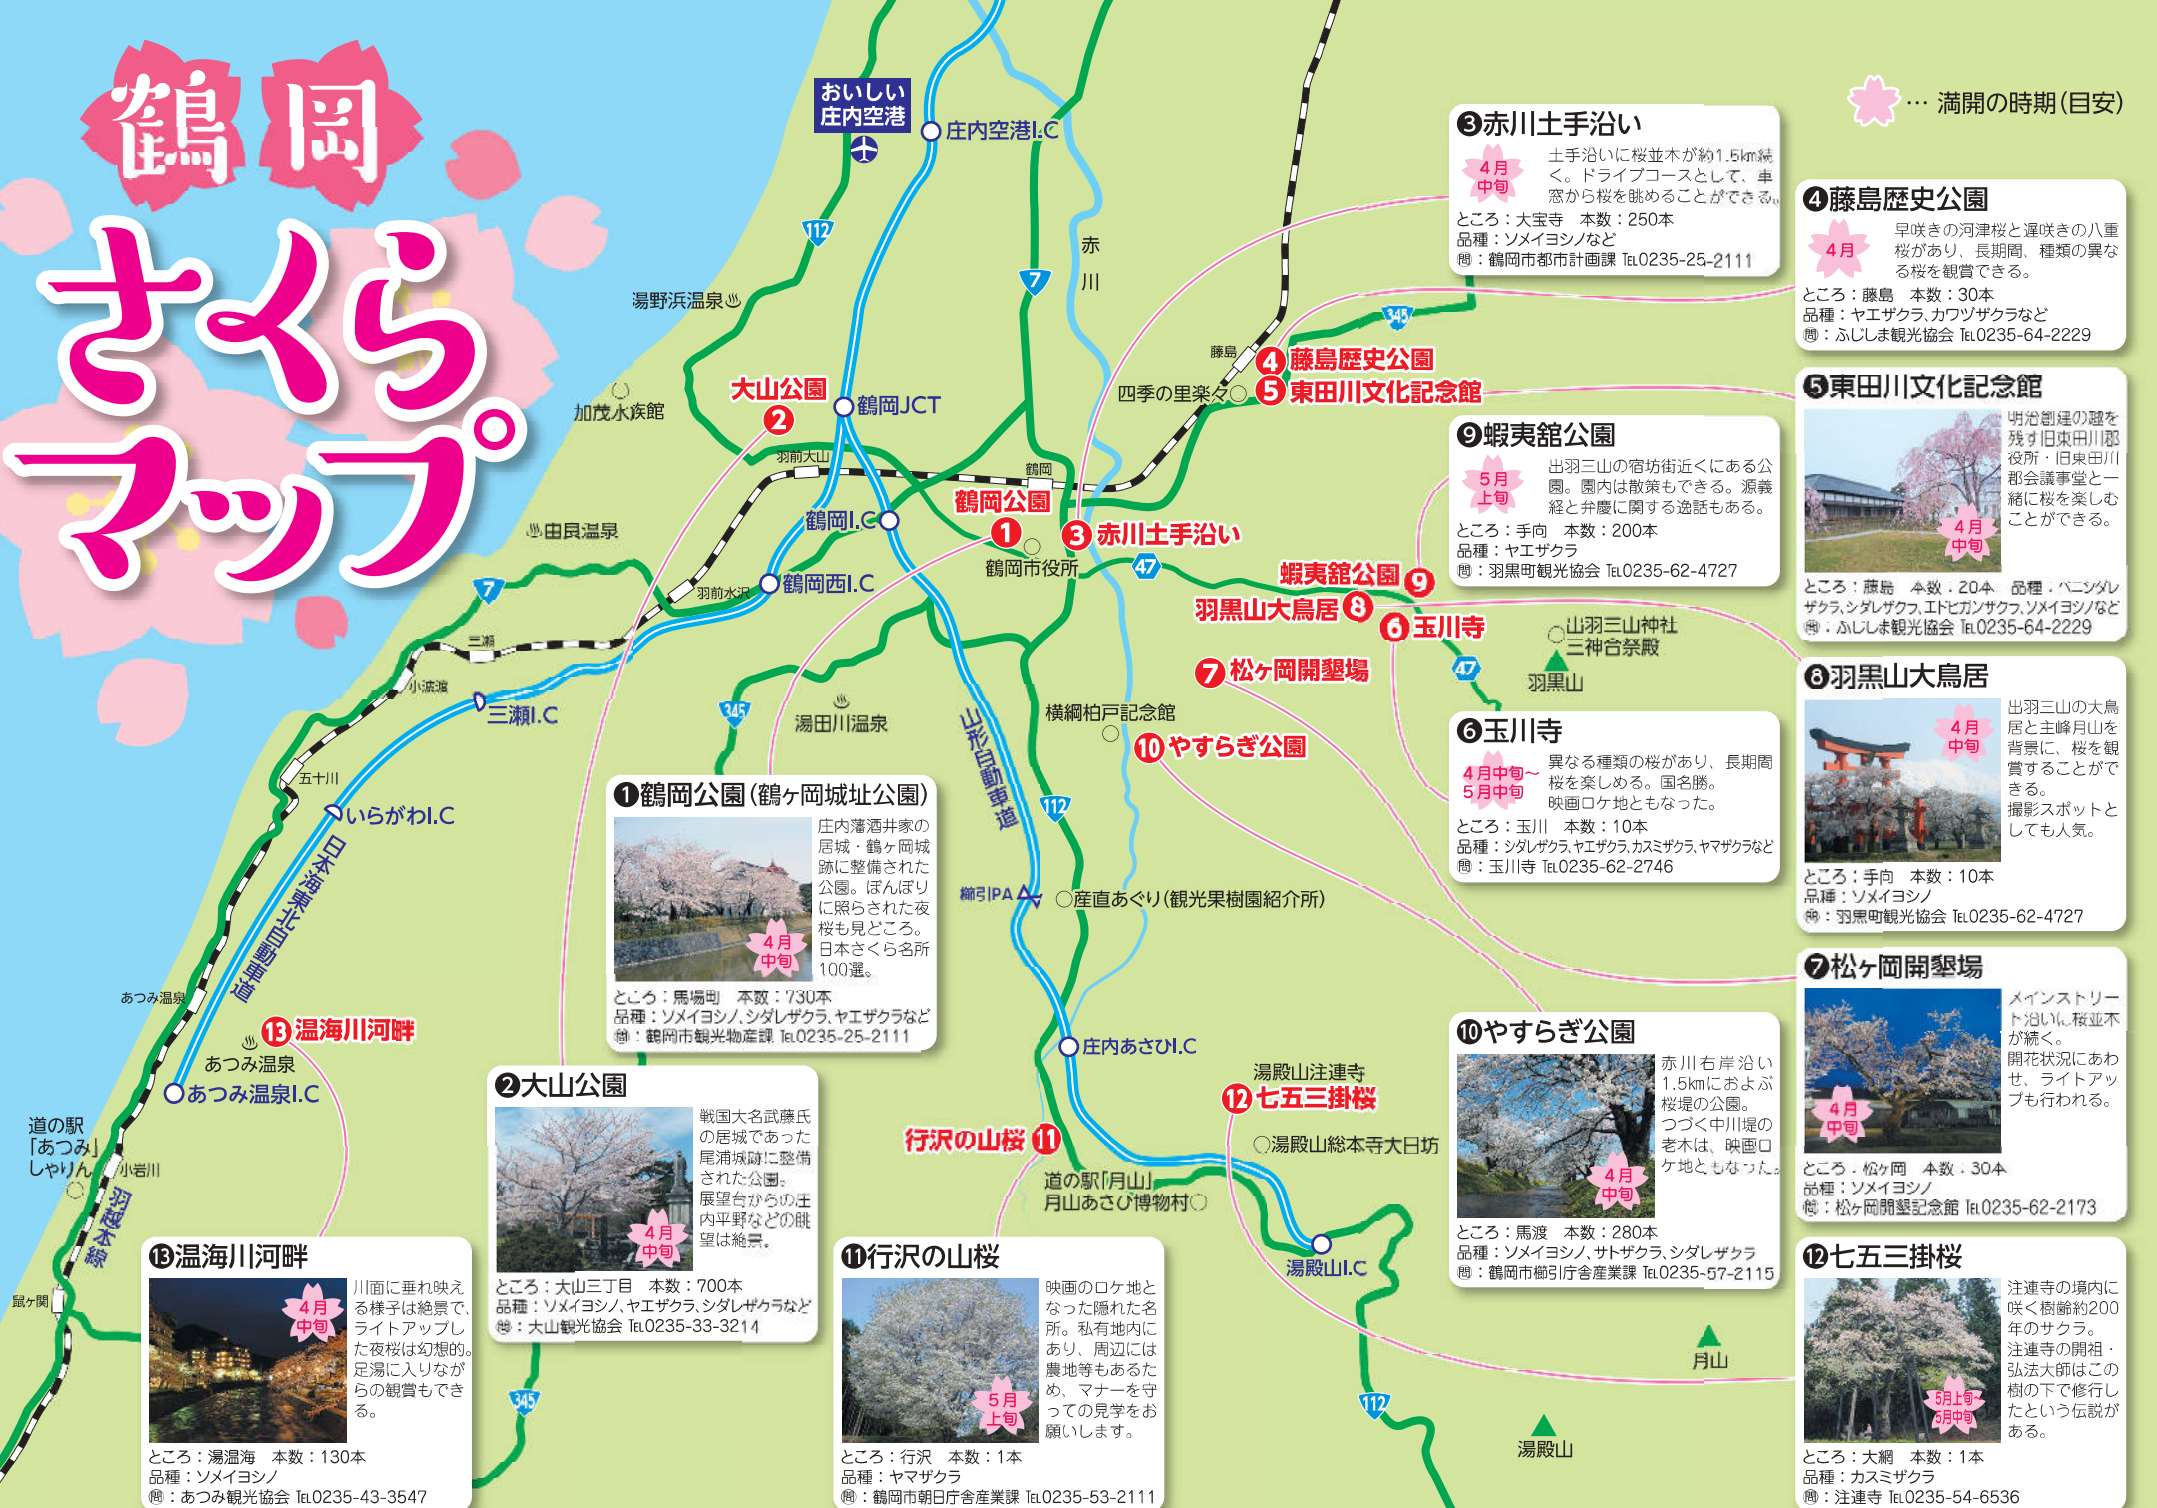 鶴岡
さくら
マップ
… 満開の時期(目安)
おいしい
庄内空港
庄内空港I.C
112
7
赤
川
345
湯野浜温泉
加茂水族館
大山公園
2
鶴岡JCT
羽前大山
鶴岡
藤島
4 藤島歴史公園
四季の里楽々
5 東田川文化記念館
鶴岡公園
1
3 赤川土手沿い
鶴岡I.C
鶴岡市役所
47
由良温泉
7
羽前水沢
鶴岡西I.C
蝦夷舘公園 9
羽黒山大鳥居 8
6 玉川寺
出羽三山神社
三神合祭殿
羽黒山
47
7 松ヶ岡開墾場
三瀬
小波渡
三瀬I.C
345
湯田川温泉
横綱柏戸記念館
10 やすらぎ公園
山形自動車道
112
五十川
いらがわI.C
日本海東北自動車道
櫛引PA
産直あぐり(観光果樹園紹介所)
あつみ温泉
13 温海川河畔
あつみ温泉
あつみ温泉I.C
庄内あさひI.C
湯殿山注連寺
12 七五三掛桜
行沢の山桜 11
湯殿山総本寺大日坊
道の駅「月山」
月山あさひ博物村
湯殿山I.C
道の駅
「あつみ」
しゃりん
小岩川
羽越本線
鼠ヶ関
345
112
月山
湯殿山
❸赤川土手沿い
4月
中旬
土手沿いに桜並木が約1.5km続
く。ドライブコースとして、車
窓から桜を眺めることができる。
ところ：大宝寺　本数：250本
品種：ソメイヨシノなど
問：鶴岡市都市計画課 TEL0235-25-2111
❹藤島歴史公園
4月
早咲きの河津桜と遅咲きの八重
桜があり、長期間、種類の異な
る桜を観賞できる。
ところ：藤島　本数：30本
品種：ヤエザクラ、カワヅザクラなど
問：ふじしま観光協会 TEL0235-64-2229
❺東田川文化記念館
明治創建の趣を
残す旧東田川郡
役所・旧東田川
郡会議事堂と一
緒に桜を楽しむ
ことができる。
4月
中旬
ところ：藤島　本数：20本　品種：ベニシダレ
ザクラ、シダレザクラ、エドヒガンザクラ、ソメイヨシノなど
問：ふじしま観光協会 TEL0235-64-2229
❾蝦夷舘公園
5月
上旬
出羽三山の宿坊街近くにある公
園。園内は散策もできる。源義
経と弁慶に関する逸話もある。
ところ：手向　本数：200本
品種：ヤエザクラ
問：羽黒町観光協会 TEL0235-62-4727
❽羽黒山大鳥居
4月
中旬
出羽三山の大鳥
居と主峰月山を
背景に、桜を観
賞することがで
きる。
撮影スポットと
しても人気。
ところ：手向　本数：10本
品種：ソメイヨシノ
問：羽黒町観光協会 TEL0235-62-4727
❻玉川寺
4月中旬～
5月中旬
異なる種類の桜があり、長期間
桜を楽しめる。国名勝。
映画ロケ地ともなった。
ところ：玉川　本数：10本
品種：シダレザクラ、ヤエザクラ、カスミザクラ、ヤマザクラなど
問：玉川寺 TEL0235-62-2746
❶鶴岡公園(鶴ヶ岡城址公園)
庄内藩酒井家の
居城・鶴ヶ岡城
跡に整備された
公園。ぼんぼり
に照らされた夜
桜も見どころ。
日本さくら名所
100選。
4月
中旬
ところ：馬場町　本数：730本
品種：ソメイヨシノ、シダレザクラ、ヤエザクラなど
問：鶴岡市観光物産課 TEL0235-25-2111
❼松ヶ岡開墾場
メインストリー
ト沿いに桜並木
が続く。
開花状況にあわ
せ、ライトアッ
プも行われる。
4月
中旬
ところ：松ヶ岡　本数：30本
品種：ソメイヨシノ
問：松ヶ岡開墾記念館 TEL0235-62-2173
❿やすらぎ公園
赤川右岸沿い
1.5kmにおよぶ
桜堤の公園。
つづく中川堤の
老木は、映画ロ
ケ地ともなった。
4月
中旬
ところ：馬渡　本数：280本
品種：ソメイヨシノ、サトザクラ、シダレザクラ
問：鶴岡市櫛引庁舎産業課 TEL0235-57-2115
❷大山公園
戦国大名武藤氏
の居城であった
尾浦城跡に整備
された公園。
展望台からの庄
内平野などの眺
望は絶景。
4月
中旬
ところ：大山三丁目　本数：700本
品種：ソメイヨシノ、ヤエザクラ、シダレザクラなど
問：大山観光協会 TEL0235-33-3214
⓭温海川河畔
4月
中旬
川面に垂れ映え
る様子は絶景で、
ライトアップし
た夜桜は幻想的。
足湯に入りなが
らの観賞もでき
る。
ところ：湯温海　本数：130本
品種：ソメイヨシノ
問：あつみ観光協会 TEL0235-43-3547
⓫行沢の山桜
映画のロケ地と
なった隠れた名
所。私有地内に
あり、周辺には
農地等もあるた
め、マナーを守
っての見学をお
願いします。
5月
上旬
ところ：行沢　本数：1本
品種：ヤマザクラ
問：鶴岡市朝日庁舎産業課 TEL0235-53-2111
⓬七五三掛桜
注連寺の境内に
咲く樹齢約200
年のサクラ。
注連寺の開祖・
弘法大師はこの
樹の下で修行し
たという伝説が
ある。
5月上旬～
5月中旬
ところ：大網　本数：1本
品種：カスミザクラ
問：注連寺 TEL0235-54-6536